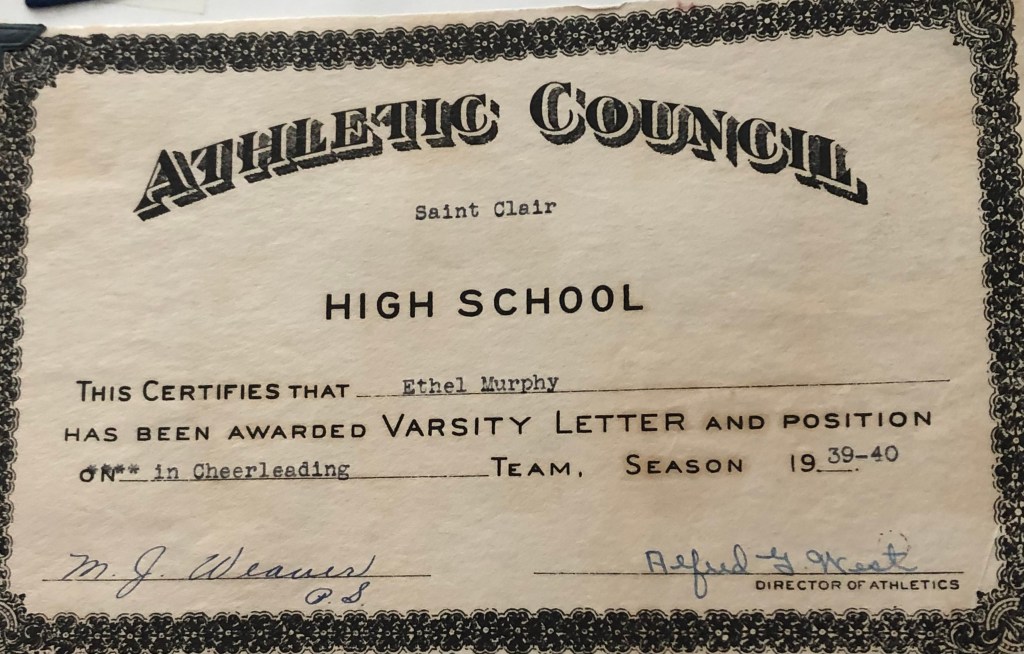 ATHLETIC COUNCIL
Saint Clair
HIGH SCHOOL
THIS CERTIFIES THAT Ethel Murphy
HAS BEEN AWARDED VARSITY LETTER AND POSITION
ON**** in Cheerleading TEAM, SEASON 1939-40
M. J. Weaver Alfred G. West
P. S. DIRECTOR OF ATHLETICS